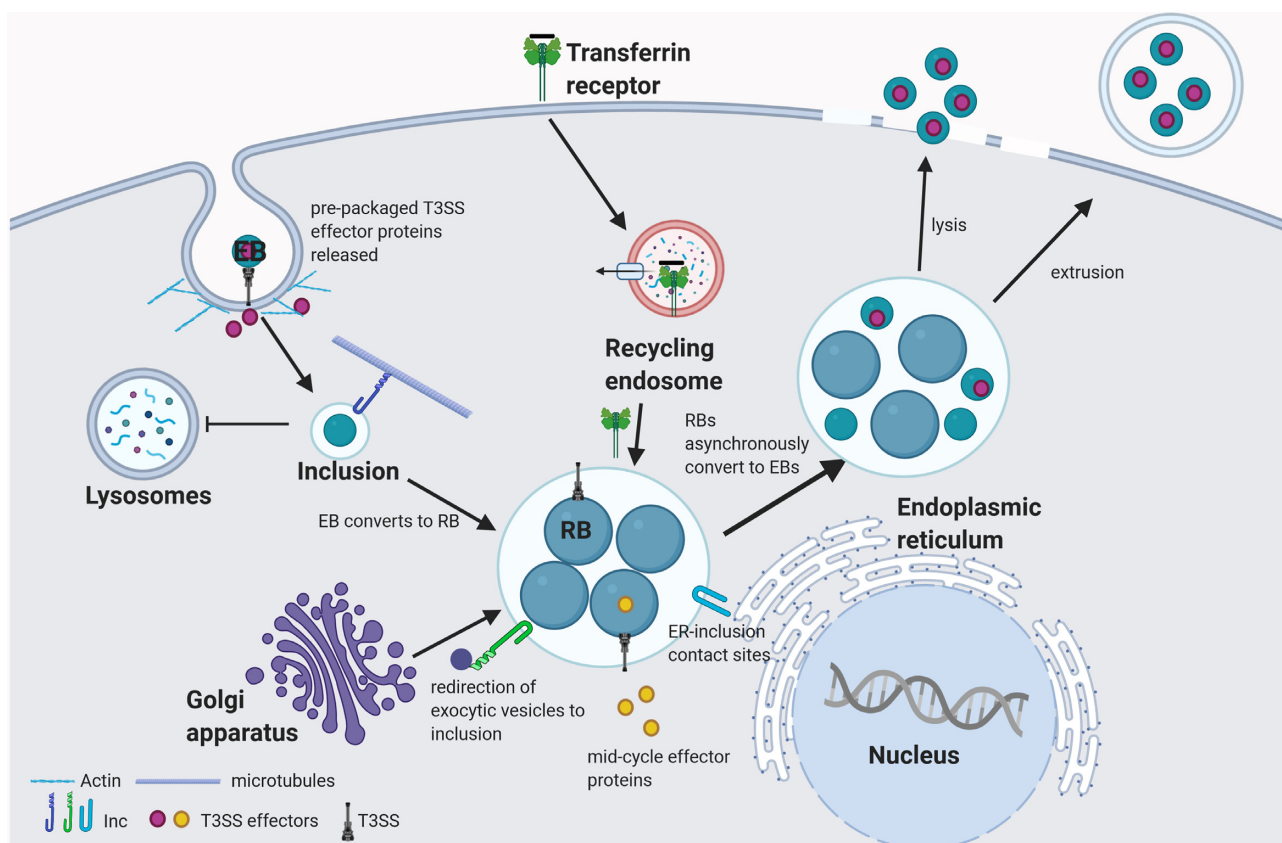 Transferrin
receptor
pre-packaged T3SS
effector proteins
released
EB
lysis
extrusion
Recycling
endosome
RBs
asynchronously
convert to EBs
Lysosomes
Inclusion
EB converts to RB
RB
Endoplasmic
reticulum
ER-inclusion
contact sites
Golgi
apparatus
redirection of
exocytic vesicles to
inclusion
mid-cycle effector
proteins
Nucleus
Actin
microtubules
Inc
T3SS effectors
T3SS